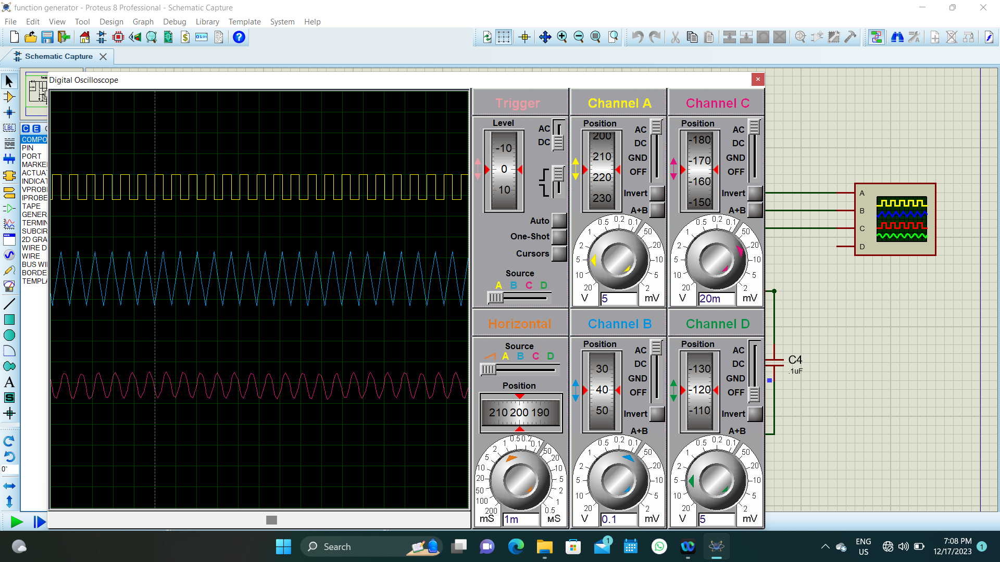 function generator - Proteus 8 Professional - Schematic Capture
File Edit View Tool Design Graph Debug Library Template System Help
Schematic Capture
Digital Oscilloscope
LBL
C E
COMPO
PIN
PORT
MARKE
ACTUAT
INDICAT
VPROBI
IPROBE
TAPE
GENER
TERMIN
SUBCIR
2D GRA
WIRE D
WIRE
BUS WI
BORDE
TEMPL
A
S
0°
Trigger
Level
-10
0
10
AC
DC
Auto
One-Shot
Cursors
Source
A B C D
Channel A
Position
200
210
220
230
AC
DC
GND
OFF
Invert
A+B
20 10 5 2 1 0.5 0.2 0.1 50 20 10 5 2
V 5 mV
Channel C
Position
-180
-170
-160
-150
AC
DC
GND
OFF
Invert
A+B
20 10 5 2 1 0.5 0.2 0.1 50 20 10 5 2
V 20m mV
Horizontal
Source
A B C D
Position
210 200 190
200 100 50 20 10 5 2 1 0.5 0.2 0.1 50 20 10 5 2 1 0.5
mS 1m
Channel B
Position
30
40
50
AC
DC
GND
OFF
Invert
A+B
20 10 5 2 1 0.5 0.2 0.1 50 20 10 5 2
V 0.1 mV
Channel D
Position
-130
-120
-110
AC
DC
GND
OFF
Invert
A+B
20 10 5 2 1 0.5 0.2 0.1 50 20 10 5 2
V 5 mV
A
B
C
D
C4
.1uF
Search
1
ENG
US
7:08 PM
12/17/2023
1